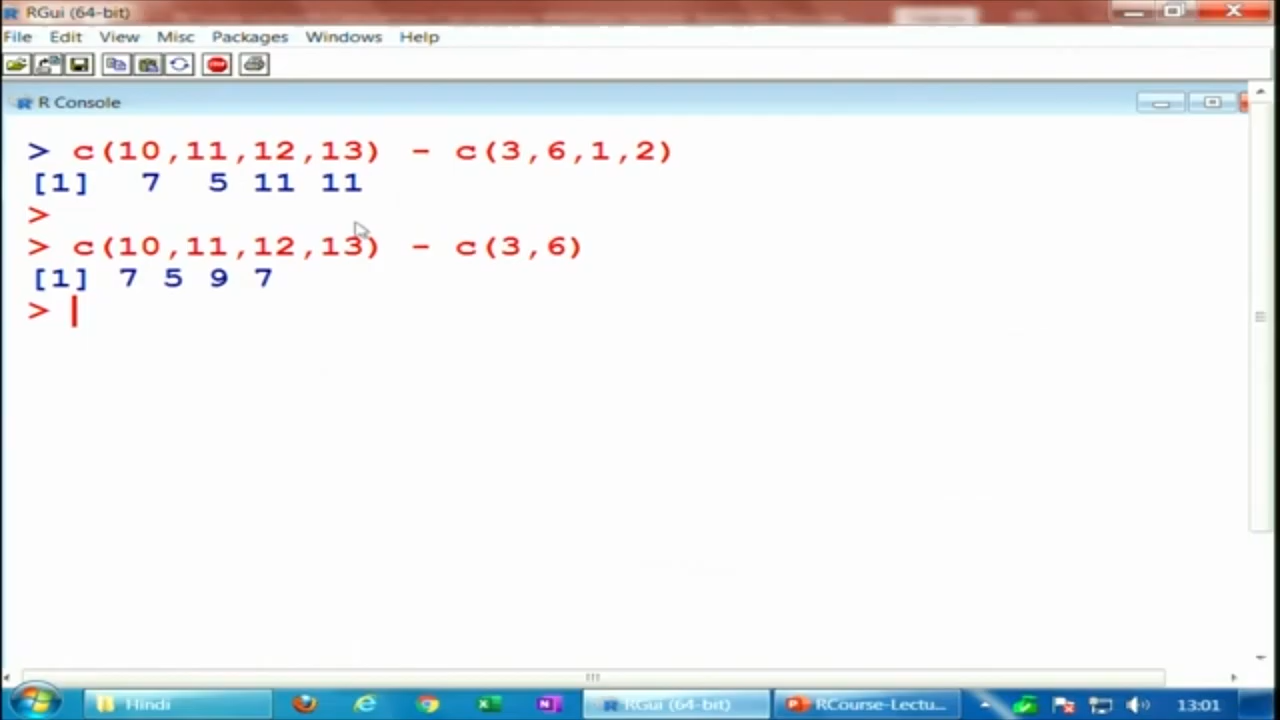 RGui (64-bit)
File Edit View Misc Packages Windows Help
R Console
> c(10,11,12,13) - c(3,6,1,2)
[1] 7 5 11 11
>
> c(10,11,12,13) - c(3,6)
[1] 7 5 9 7
>
Hindi RGui (64-bit) RCourse-Lectu... 13:01